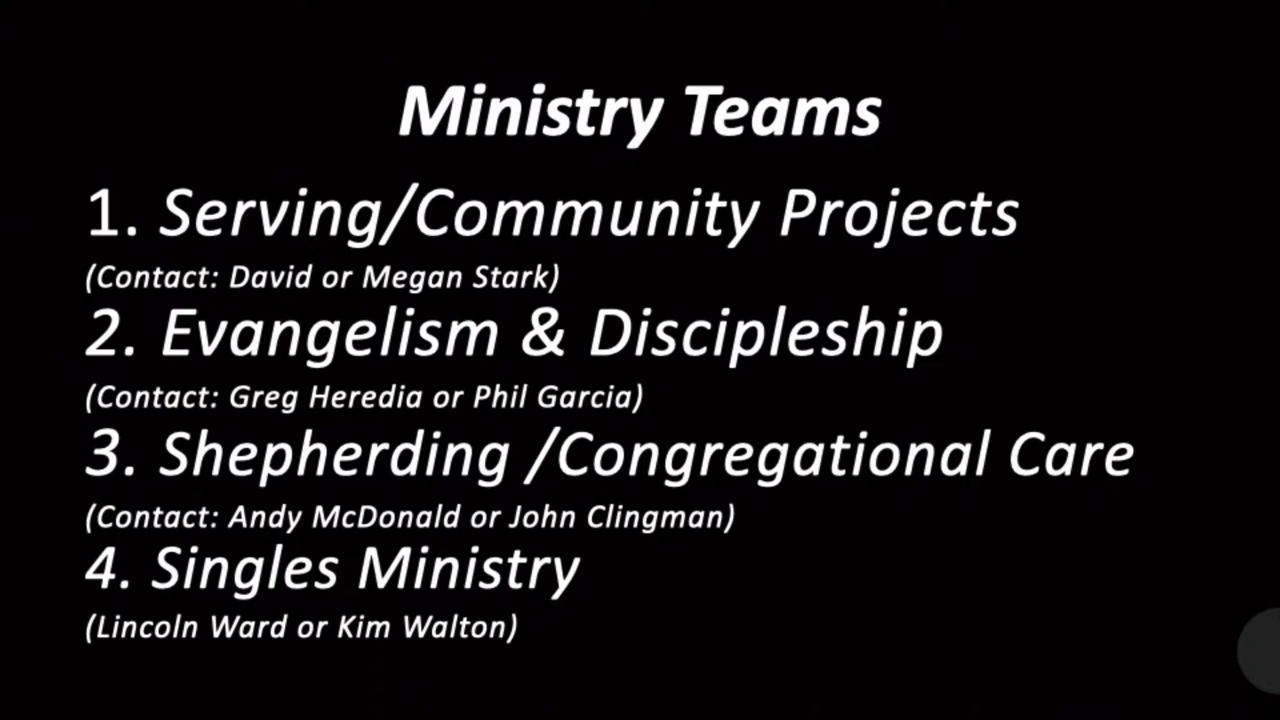 Ministry Teams
1. Serving/Community Projects
(Contact: David or Megan Stark)
2. Evangelism & Discipleship
(Contact: Greg Heredia or Phil Garcia)
3. Shepherding /Congregational Care
(Contact: Andy McDonald or John Clingman)
4. Singles Ministry
(Lincoln Ward or Kim Walton)